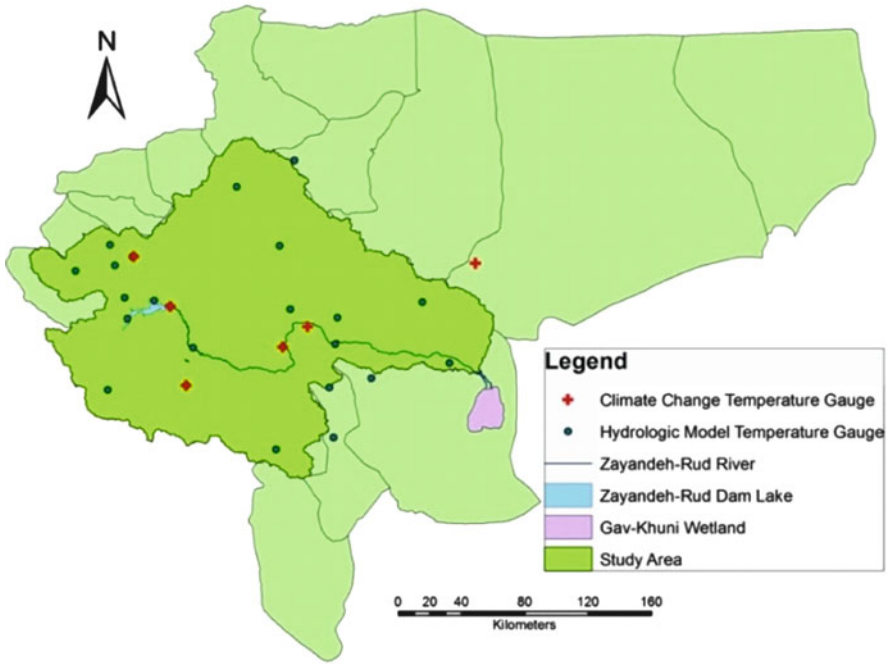 N
Legend
Climate Change Temperature Gauge
Hydrologic Model Temperature Gauge
Zayandeh-Rud River
Zayandeh-Rud Dam Lake
Gav-Khuni Wetland
Study Area
0 20 40 80 120 160
Kilometers